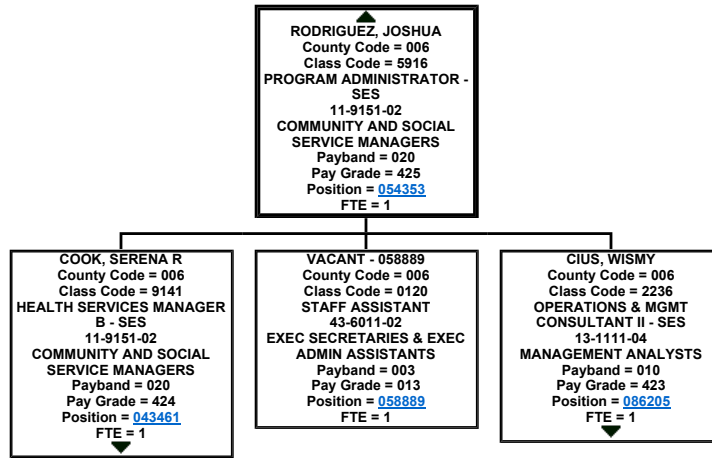 RODRIGUEZ, JOSHUA
County Code = 006
Class Code = 5916
PROGRAM ADMINISTRATOR -
SES
11-9151-02
COMMUNITY AND SOCIAL
SERVICE MANAGERS
Payband = 020
Pay Grade = 425
Position = 054353
FTE = 1
COOK, SERENA R
County Code = 006
Class Code = 9141
HEALTH SERVICES MANAGER
B - SES
11-9151-02
COMMUNITY AND SOCIAL
SERVICE MANAGERS
Payband = 020
Pay Grade = 424
Position = 043461
FTE = 1
VACANT - 058889
County Code = 006
Class Code = 0120
STAFF ASSISTANT
43-6011-02
EXEC SECRETARIES & EXEC
ADMIN ASSISTANTS
Payband = 003
Pay Grade = 013
Position = 058889
FTE = 1
CIUS, WISMY
County Code = 006
Class Code = 2236
OPERATIONS & MGMT
CONSULTANT II - SES
13-1111-04
MANAGEMENT ANALYSTS
Payband = 010
Pay Grade = 423
Position = 086205
FTE = 1